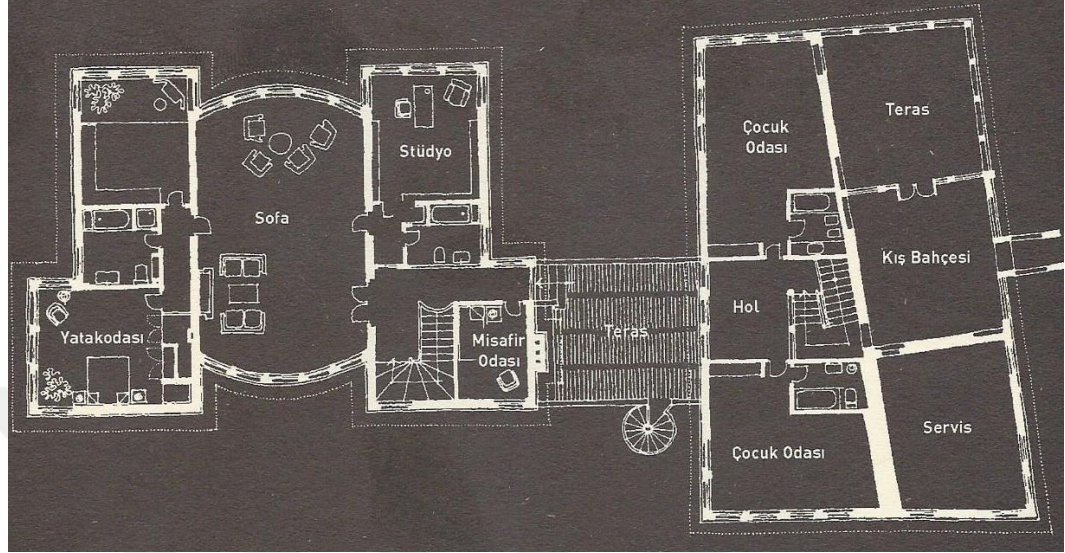 Stüdyo
Sofa
Yatakodası
Misafir
Odası
Teras
Çocuk
Odası
Teras
Kış Bahçesi
Hol
Çocuk Odası
Servis